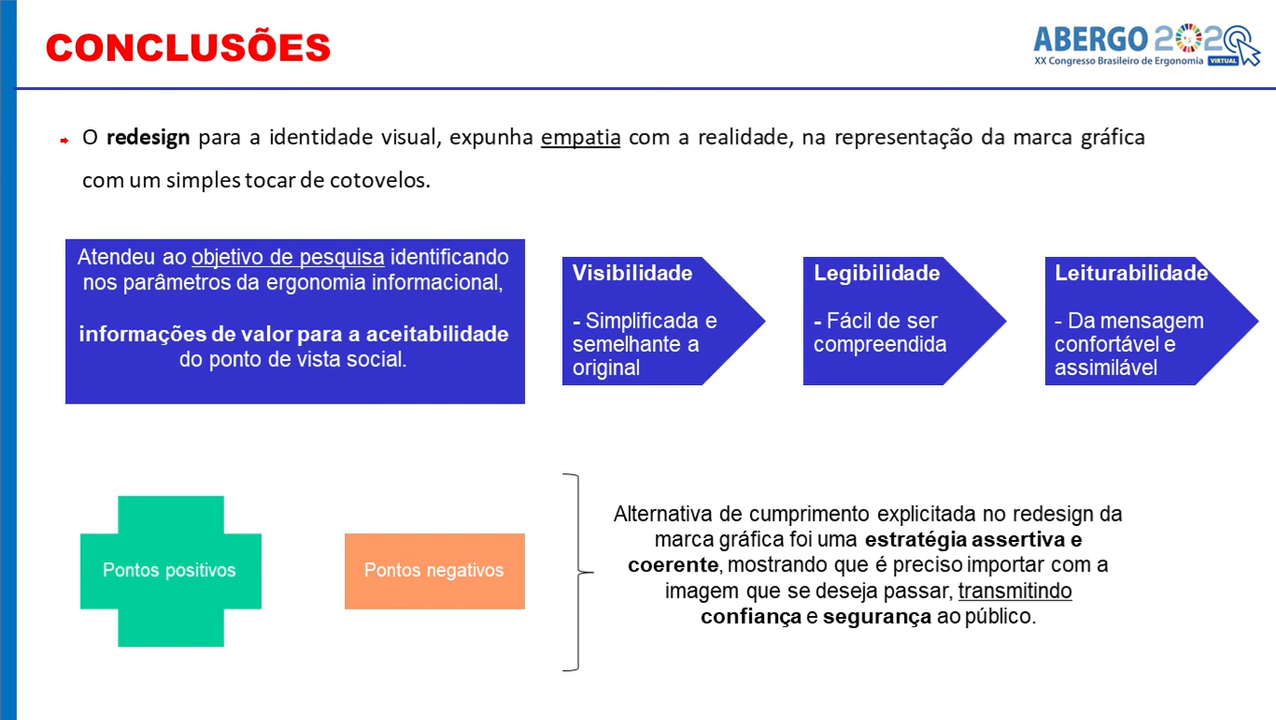 CONCLUSÕES
ABERGO 2020
XX Congresso Brasileiro de Ergonomia VIRTUAL
O redesign para a identidade visual, expunha empatia com a realidade, na representação da marca gráfica
com um simples tocar de cotovelos.
Atendeu ao objetivo de pesquisa identificando
nos parâmetros da ergonomia informacional,
informações de valor para a aceitabilidade
do ponto de vista social.
Visibilidade
- Simplificada e
semelhante a
original
Legibilidade
- Fácil de ser
compreendida
Leiturabilidade
- Da mensagem
confortável e
assimilável
Pontos positivos
Pontos negativos
Alternativa de cumprimento explicitada no redesign da
marca gráfica foi uma estratégia assertiva e
coerente, mostrando que é preciso importar com a
imagem que se deseja passar, transmitindo
confiança e segurança ao público.